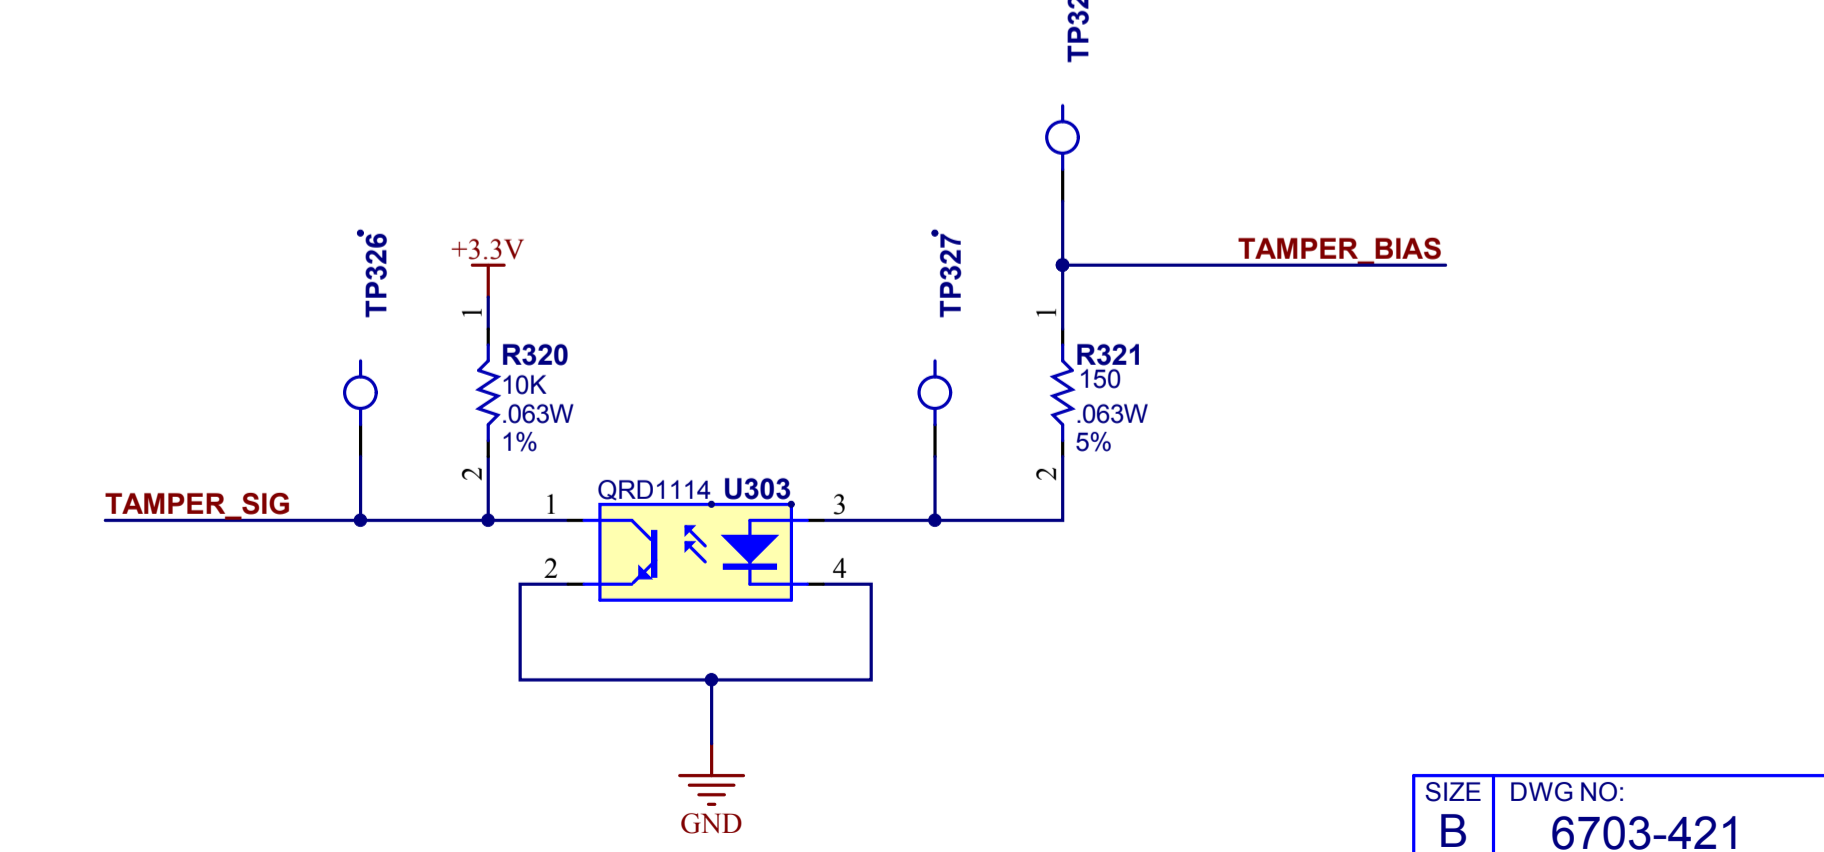 TP32
TAMPER_BIAS
TP326
+3.3V
TP327
1
1
R320
10K
.063W
1%
R321
150
.063W
5%
2
2
TAMPER_SIG
1
QRD1114 U303
3
2
4
GND
SIZE
DWG NO:
B
6703-421